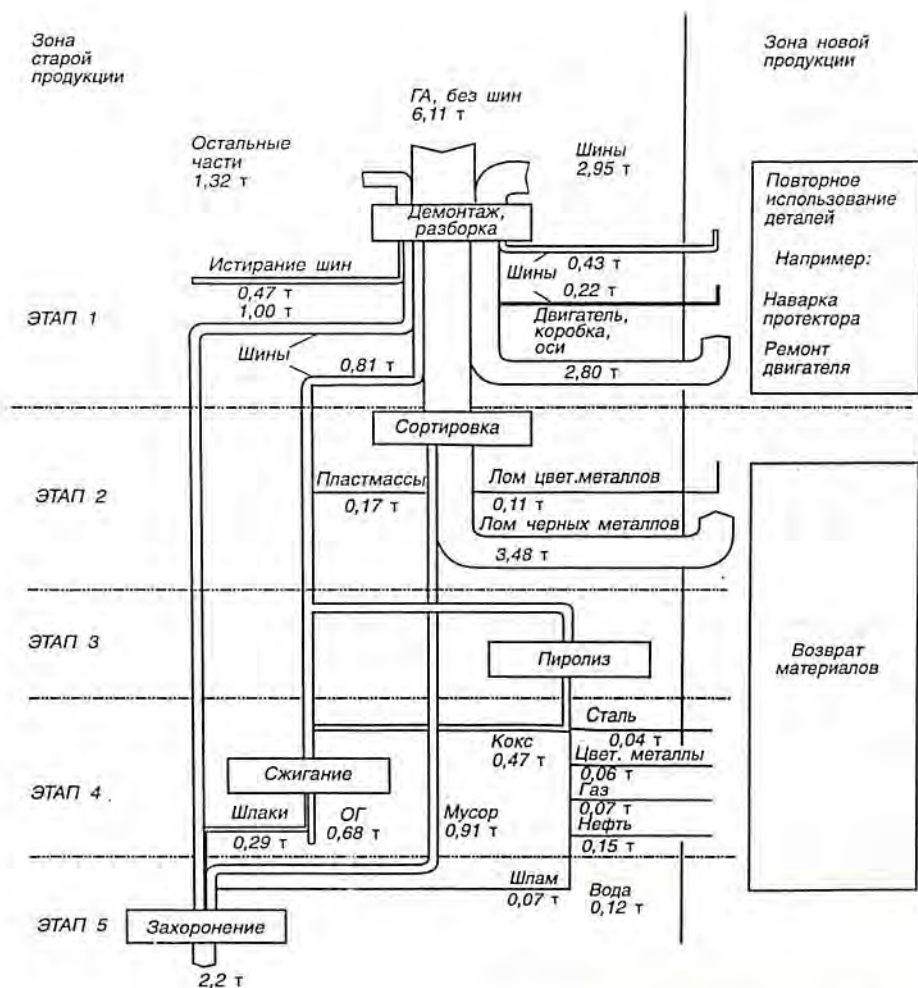 Зона
старой
продукции
Зона новой
продукции
ГА, без шин
6,11 т
Остальные
части
1,32 т
Шины
2,95 т
Демонтаж,
разборка
Повторное
использование
деталей
Например:
Наварка
протектора
Ремонт
двигателя
Истирание шин
0,47 т
1,00 т
Шины
0,43 т
0,22 т
Двигатель,
коробка,
оси
ЭТАП 1
Шины
0,81 т
2,80 т
Сортировка
ЭТАП 2
Пластмассы
0,17 т
Лом цвет.металлов
0,11 т
Лом черных металлов
3,48 т
ЭТАП 3
Пиролиз
Возврат
материалов
Сталь
0,04 т
Кокс
0,47 т
Цвет. металлы
0,06 т
Сжигание
ЭТАП 4
Газ
0,07 т
Шлаки
0,29 т
ОГ
0,68 т
Мусор
0,91 т
Нефть
0,15 т
Шлам
0,07 т
Вода
0,12 т
ЭТАП 5
Захоронение
2,2 т